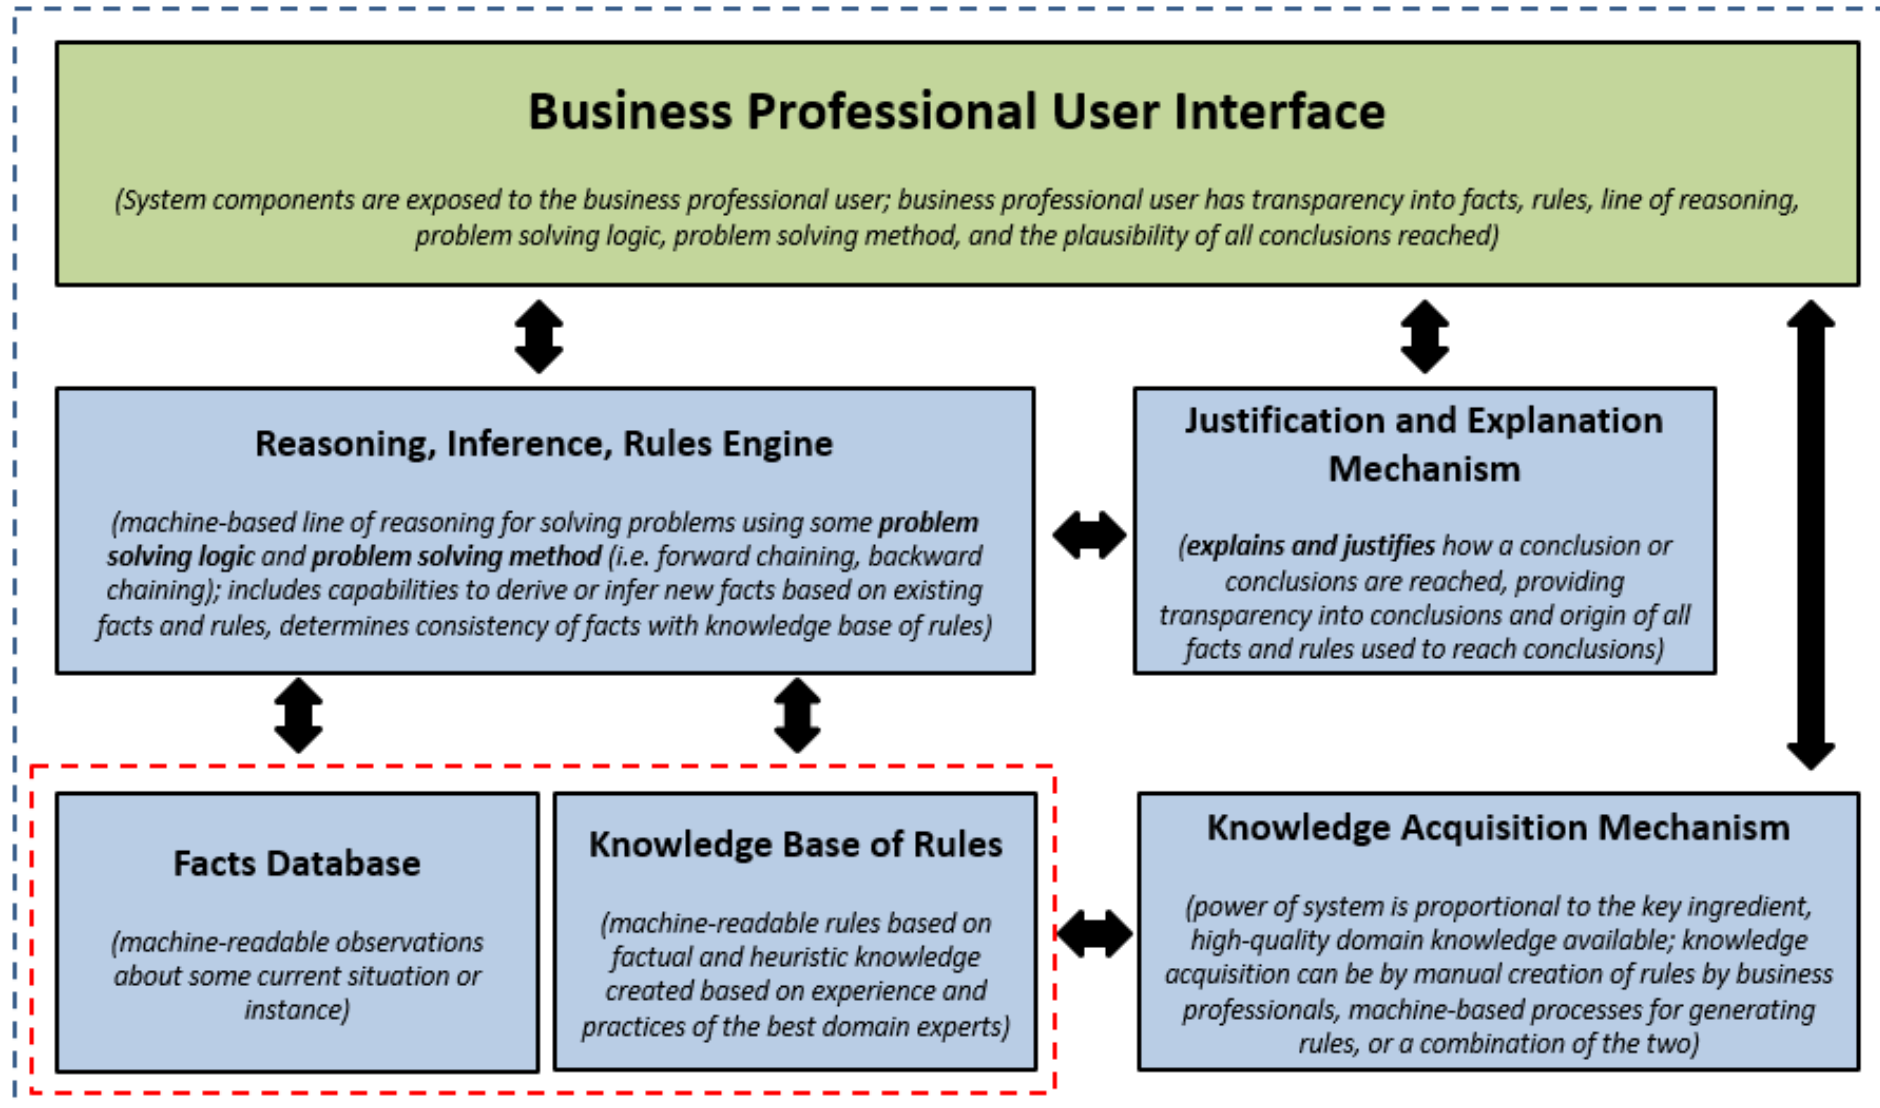 Business Professional User Interface
(System components are exposed to the business professional user; business professional user has transparency into facts, rules, line of reasoning,
problem solving logic, problem solving method, and the plausibility of all conclusions reached)
Reasoning, Inference, Rules Engine
(machine-based line of reasoning for solving problems using some problem
solving logic and problem solving method (i.e. forward chaining, backward
chaining); includes capabilities to derive or infer new facts based on existing
facts and rules, determines consistency of facts with knowledge base of rules)
Justification and Explanation
Mechanism
(explains and justifies how a conclusion or
conclusions are reached, providing
transparency into conclusions and origin of all
facts and rules used to reach conclusions)
Facts Database
(machine-readable observations
about some current situation or
instance)
Knowledge Base of Rules
(machine-readable rules based on
factual and heuristic knowledge
created based on experience and
practices of the best domain experts)
Knowledge Acquisition Mechanism
(power of system is proportional to the key ingredient,
high-quality domain knowledge available; knowledge
acquisition can be by manual creation of rules by business
professionals, machine-based processes for generating
rules, or a combination of the two)